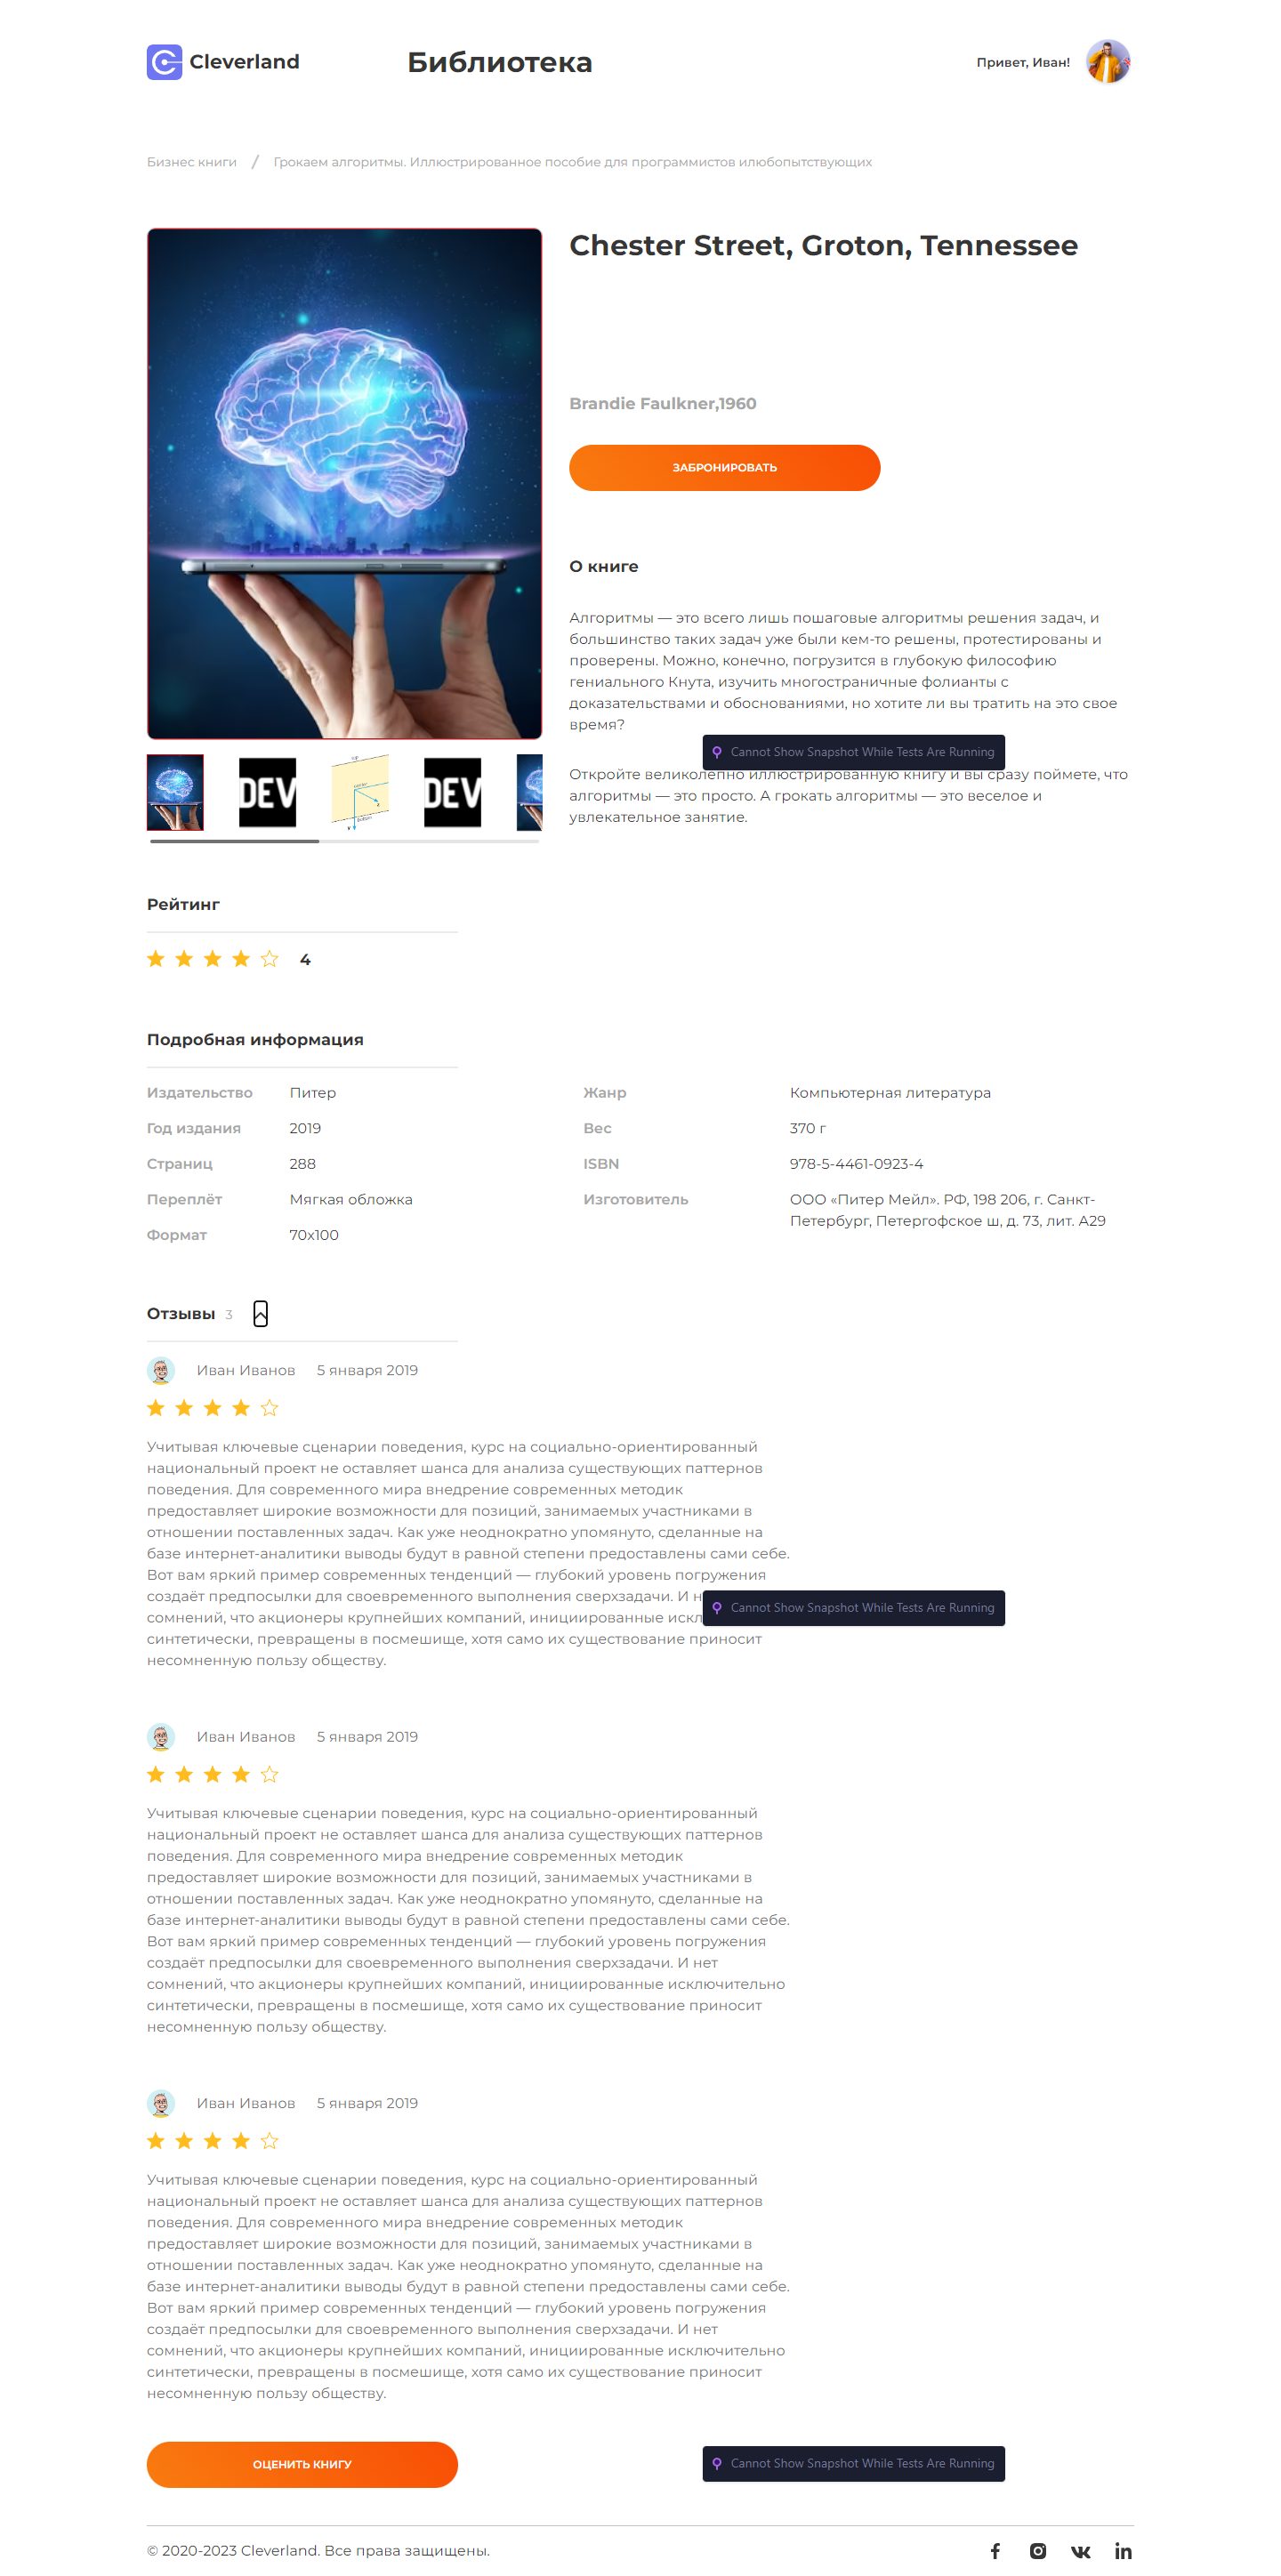 Cleverland
Библиотека
Привет, Иван!
Бизнес книги / Грокаем алгоритмы. Иллюстрированное пособие для программистов илюбопытствующих
Chester Street, Groton, Tennessee
Brandie Faulkner,1960
ЗАБРОНИРОВАТЬ
О книге
Алгоритмы — это всего лишь пошаговые алгоритмы решения задач, и
большинство таких задач уже были кем-то решены, протестированы и
проверены. Можно, конечно, погрузится в глубокую философию
гениального Кнута, изучить многостраничные фолианты с
доказательствами и обоснованиями, но хотите ли вы тратить на это свое
время?
Cannot Show Snapshot While Tests Are Running
Откройте великолепно иллюстрированную книгу и вы сразу поймете, что
алгоритмы — это просто. А грокать алгоритмы — это веселое и
увлекательное занятие.
DEV
DEV
Рейтинг
4
Подробная информация
Издательство Питер
Год издания 2019
Страниц 288
Переплёт Мягкая обложка
Формат 70х100
Жанр Компьютерная литература
Вес 370 г
ISBN 978-5-4461-0923-4
Изготовитель ООО «Питер Мейл». РФ, 198 206, г. Санкт-
Петербург, Петергофское ш, д. 73, лит. А29
Отзывы 3
Иван Иванов 5 января 2019
Учитывая ключевые сценарии поведения, курс на социально-ориентированный
национальный проект не оставляет шанса для анализа существующих паттернов
поведения. Для современного мира внедрение современных методик
предоставляет широкие возможности для позиций, занимаемых участниками в
отношении поставленных задач. Как уже неоднократно упомянуто, сделанные на
базе интернет-аналитики выводы будут в равной степени предоставлены сами себе.
Вот вам яркий пример современных тенденций — глубокий уровень погружения
создаёт предпосылки для своевременного выполнения сверхзадачи. И
Cannot Show Snapshot While Tests Are Running
сомнений, что акционеры крупнейших компаний, инициированные
синтетически, превращены в посмешище, хотя само их существование приносит
несомненную пользу обществу.
Иван Иванов 5 января 2019
Учитывая ключевые сценарии поведения, курс на социально-ориентированный
национальный проект не оставляет шанса для анализа существующих паттернов
поведения. Для современного мира внедрение современных методик
предоставляет широкие возможности для позиций, занимаемых участниками в
отношении поставленных задач. Как уже неоднократно упомянуто, сделанные на
базе интернет-аналитики выводы будут в равной степени предоставлены сами себе.
Вот вам яркий пример современных тенденций — глубокий уровень погружения
создаёт предпосылки для своевременного выполнения сверхзадачи. И нет
сомнений, что акционеры крупнейших компаний, инициированные исключительно
синтетически, превращены в посмешище, хотя само их существование приносит
несомненную пользу обществу.
Иван Иванов 5 января 2019
Учитывая ключевые сценарии поведения, курс на социально-ориентированный
национальный проект не оставляет шанса для анализа существующих паттернов
поведения. Для современного мира внедрение современных методик
предоставляет широкие возможности для позиций, занимаемых участниками в
отношении поставленных задач. Как уже неоднократно упомянуто, сделанные на
базе интернет-аналитики выводы будут в равной степени предоставлены сами себе.
Вот вам яркий пример современных тенденций — глубокий уровень погружения
создаёт предпосылки для своевременного выполнения сверхзадачи. И нет
сомнений, что акционеры крупнейших компаний, инициированные исключительно
синтетически, превращены в посмешище, хотя само их существование приносит
несомненную пользу обществу.
ОЦЕНИТЬ КНИГУ
Cannot Show Snapshot While Tests Are Running
© 2020-2023 Cleverland. Все права защищены.